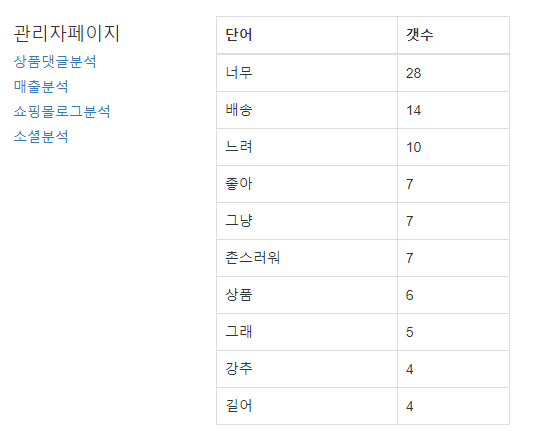 관리자페이지
상품댓글분석
매출분석
쇼핑몰로그분석
소셜분석
단어 갯수
너무 28
배송 14
느려 10
좋아 7
그냥 7
촌스러워 7
상품 6
그래 5
강추 4
길어 4